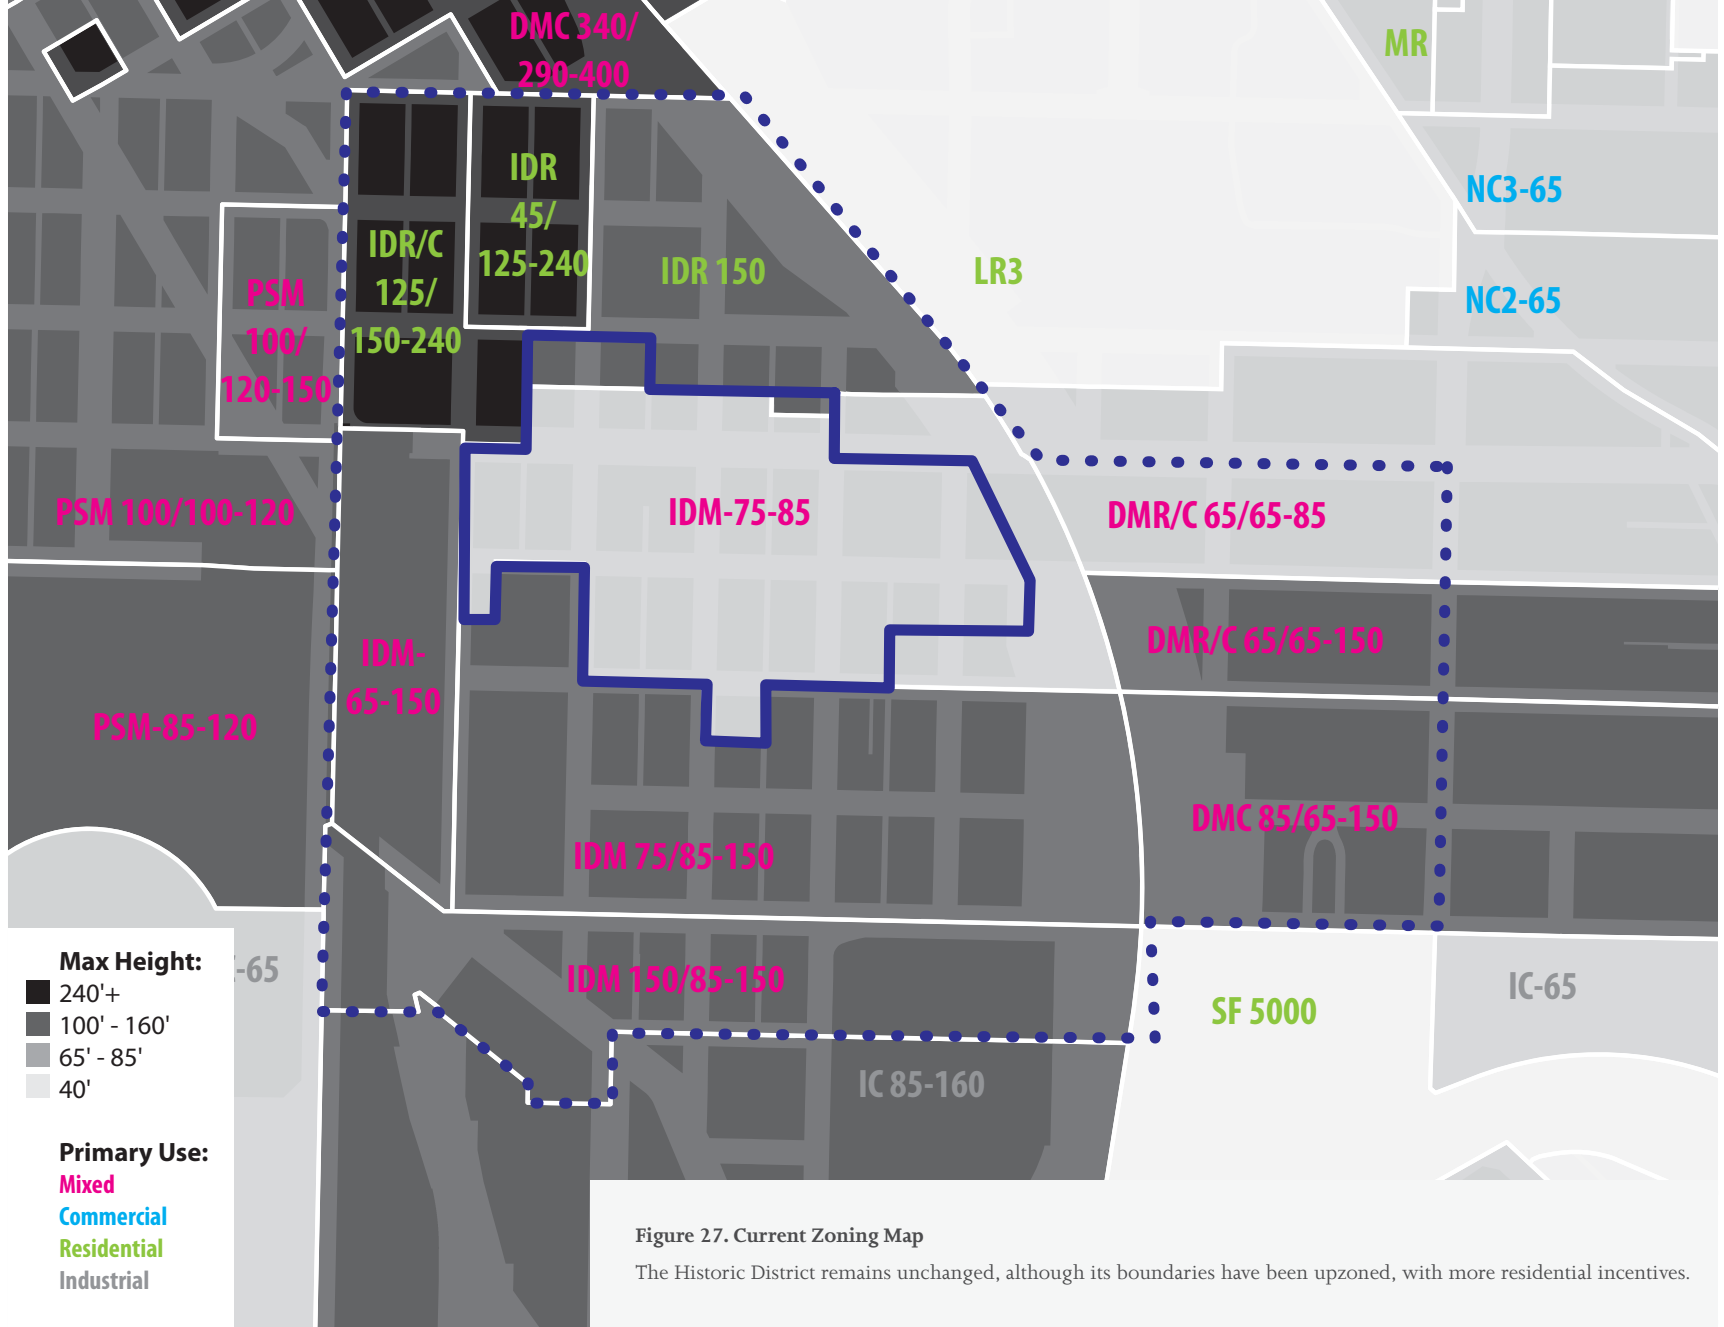 DMC 340/
290-400
MR
IDR
45/
125-240
NC3-65
IDR/C
125/
150-240
IDR 150
LR3
PSM
100/
120-150
NC2-65
PSM 100/100-120
IDM-75-85
DMR/C 65/65-85
IDM-
65-150
DMR/C 65/65-150
PSM-85-120
DMC 85/65-150
IDM 75/85-150
-65
IDM 150/85-150
IC-65
SF 5000
IC 85-160
Max Height:
240'+
100' - 160'
65' - 85'
40'
Primary Use:
Mixed
Commercial
Residential
Industrial
Figure 27. Current Zoning Map
The Historic District remains unchanged, although its boundaries have been upzoned, with more residential incentives.